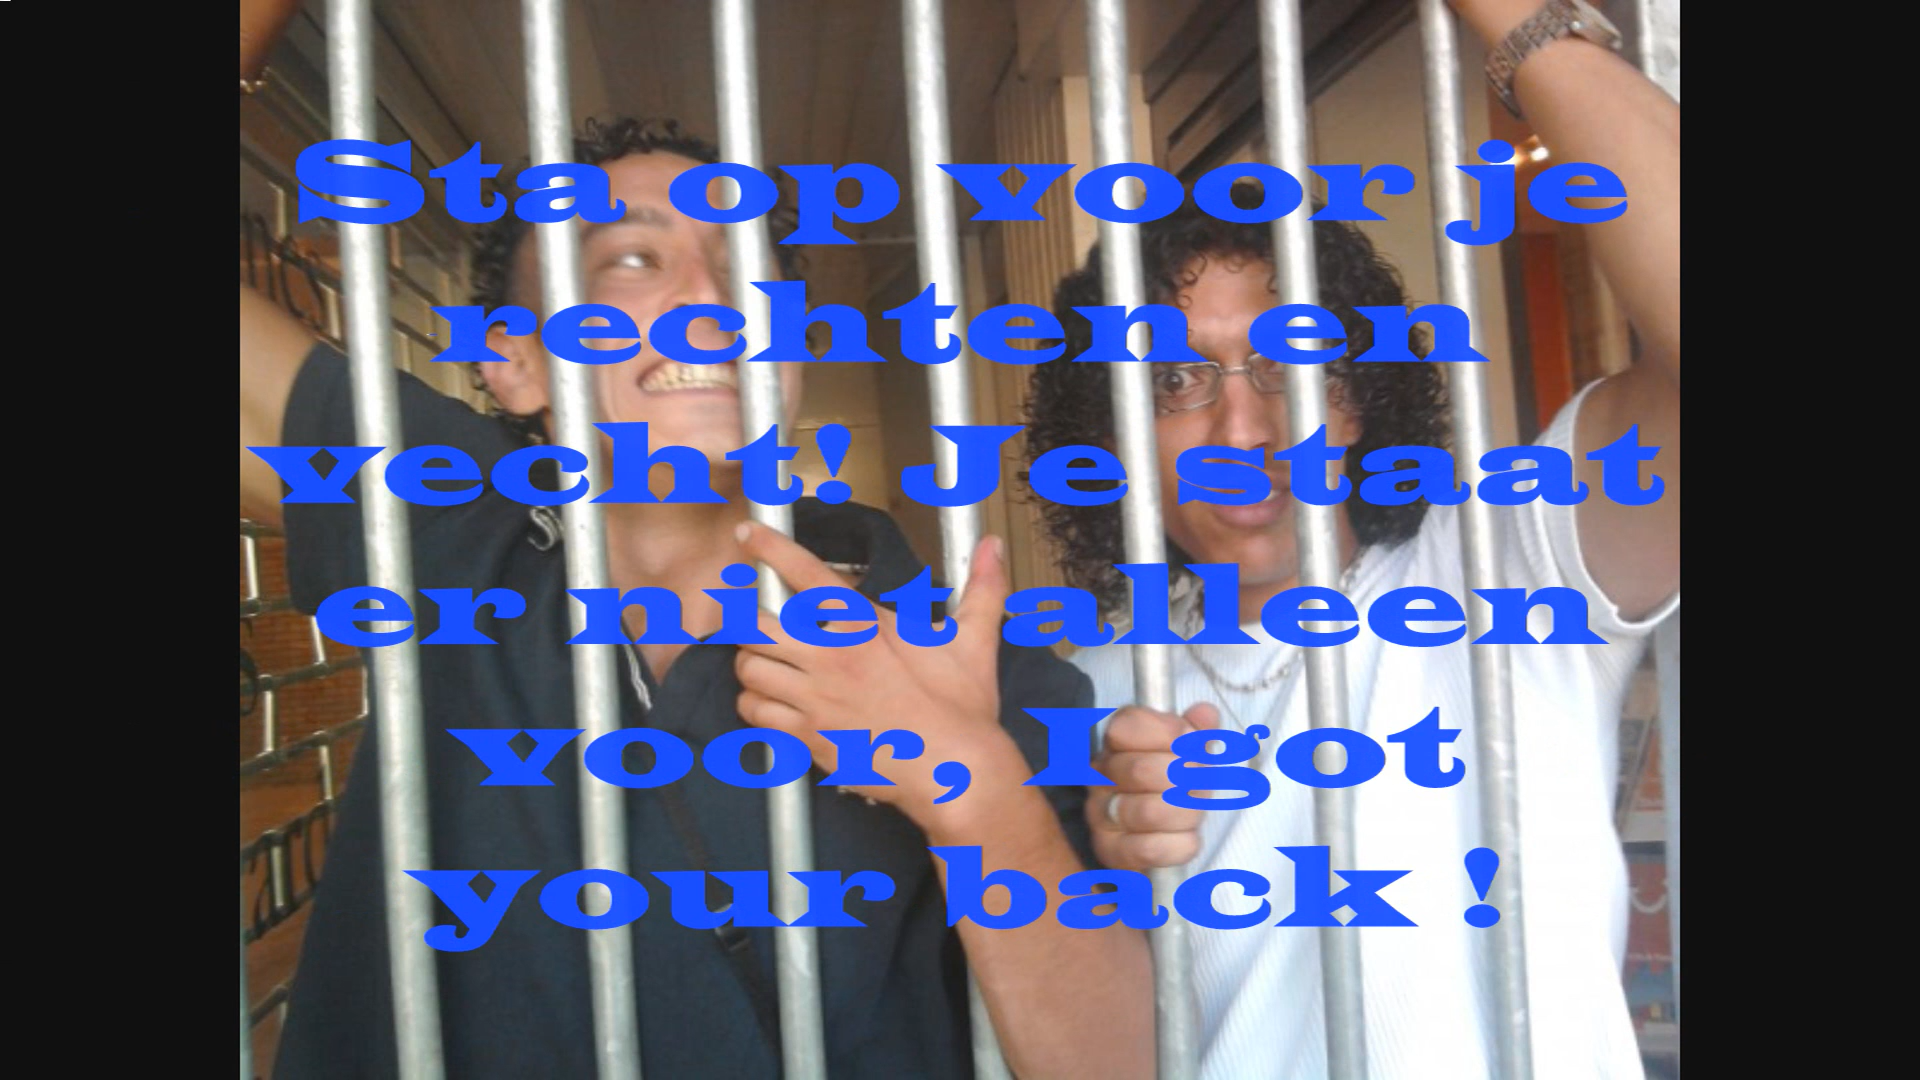 Sta op voor je
rechten en
vecht! Je staat
er niet alleen
voor, I got
your back !